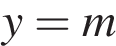 y = m